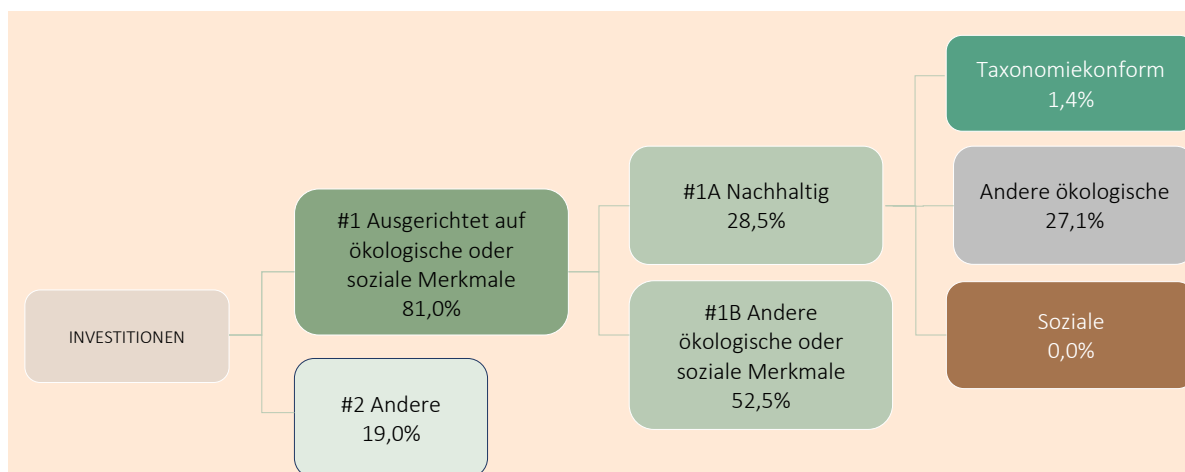 INVESTITIONEN
#1 Ausgerichtet auf
ökologische oder
soziale Merkmale
81,0%
#2 Andere
19,0%
#1A Nachhaltig
28,5%
#1B Andere
ökologische oder
soziale Merkmale
52,5%
Taxonomiekonform
1,4%
Andere ökologische
27,1%
Soziale
0,0%